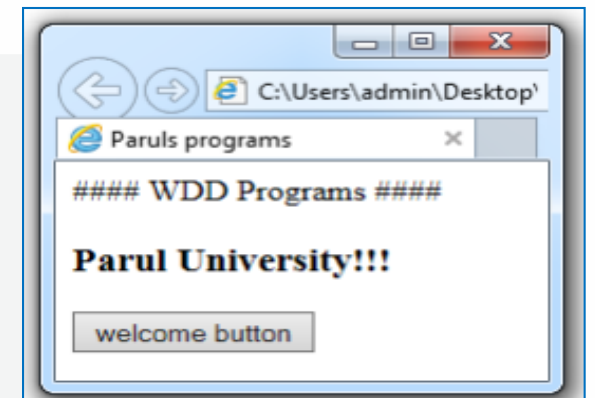 C:\Users\admin\Desktop\
Paruls programs
#### WDD Programs ####
Parul University!!!
welcome button